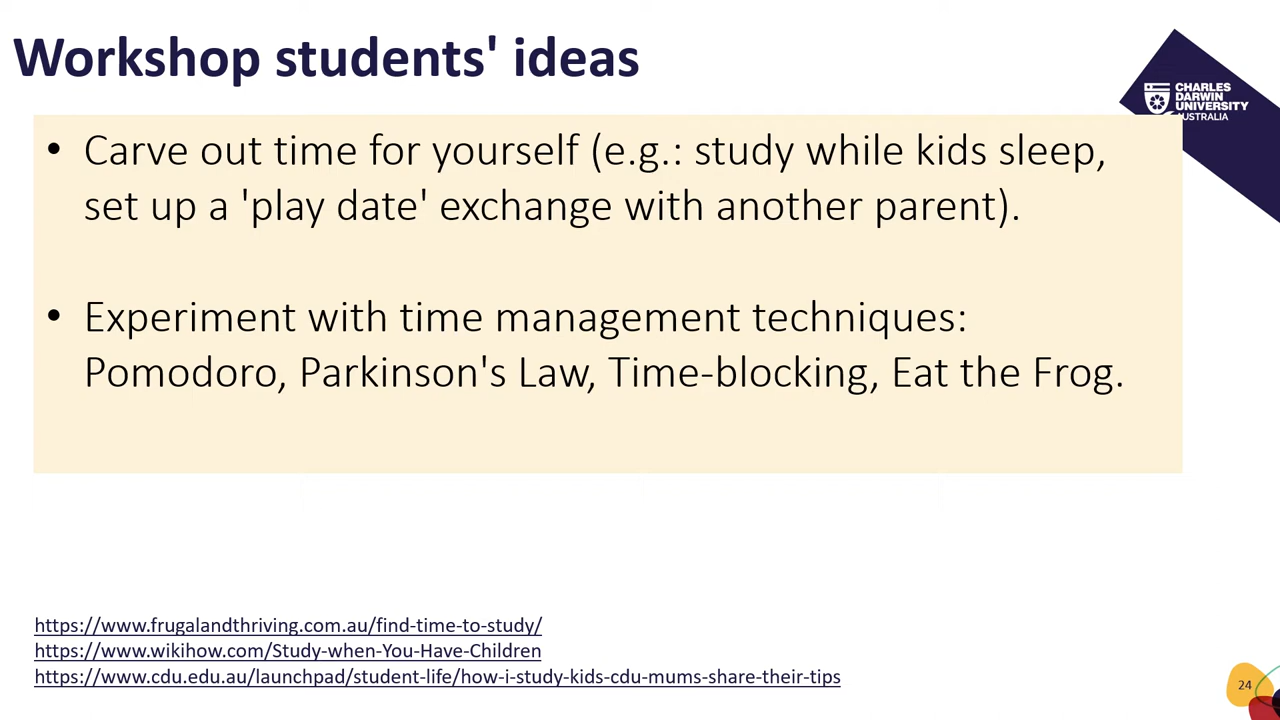 Workshop students' ideas
CHARLES
DARWIN
UNIVERSITY
AUSTRALIA
• Carve out time for yourself (e.g.: study while kids sleep,
set up a 'play date' exchange with another parent).
• Experiment with time management techniques:
Pomodoro, Parkinson's Law, Time-blocking, Eat the Frog.
https://www.frugalandthriving.com.au/find-time-to-study/
https://www.wikihow.com/Study-when-You-Have-Children
https://www.cdu.edu.au/launchpad/student-life/how-i-study-kids-cdu-mums-share-their-tips
24